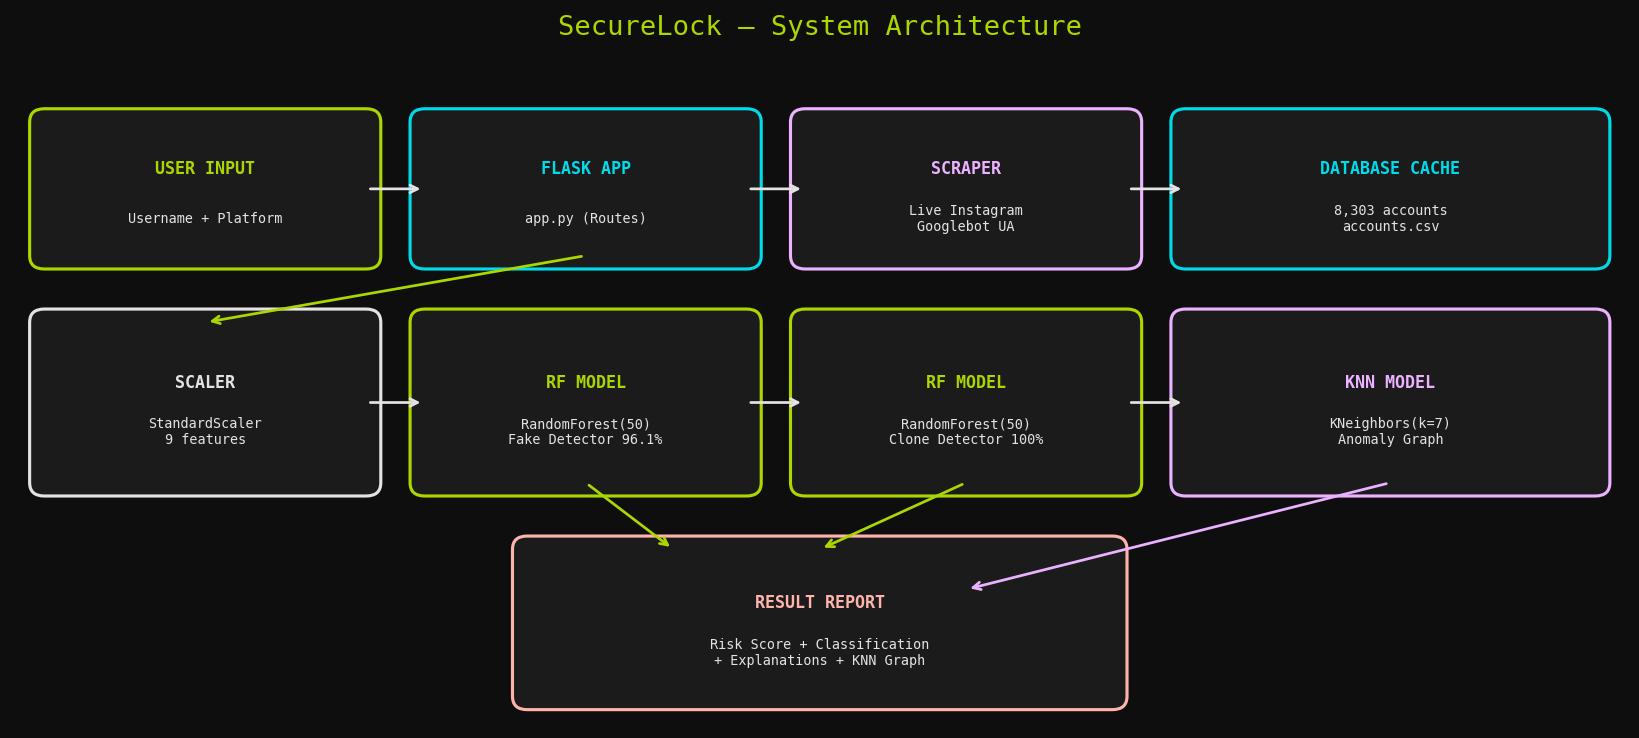 SecureLock — System Architecture
USER INPUT
Username + Platform
FLASK APP
app.py (Routes)
SCRAPER
Live Instagram
Googlebot UA
DATABASE CACHE
8,303 accounts
accounts.csv
SCALER
StandardScaler
9 features
RF MODEL
RandomForest(50)
Fake Detector 96.1%
RF MODEL
RandomForest(50)
Clone Detector 100%
KNN MODEL
KNeighbors(k=7)
Anomaly Graph
RESULT REPORT
Risk Score + Classification
+ Explanations + KNN Graph